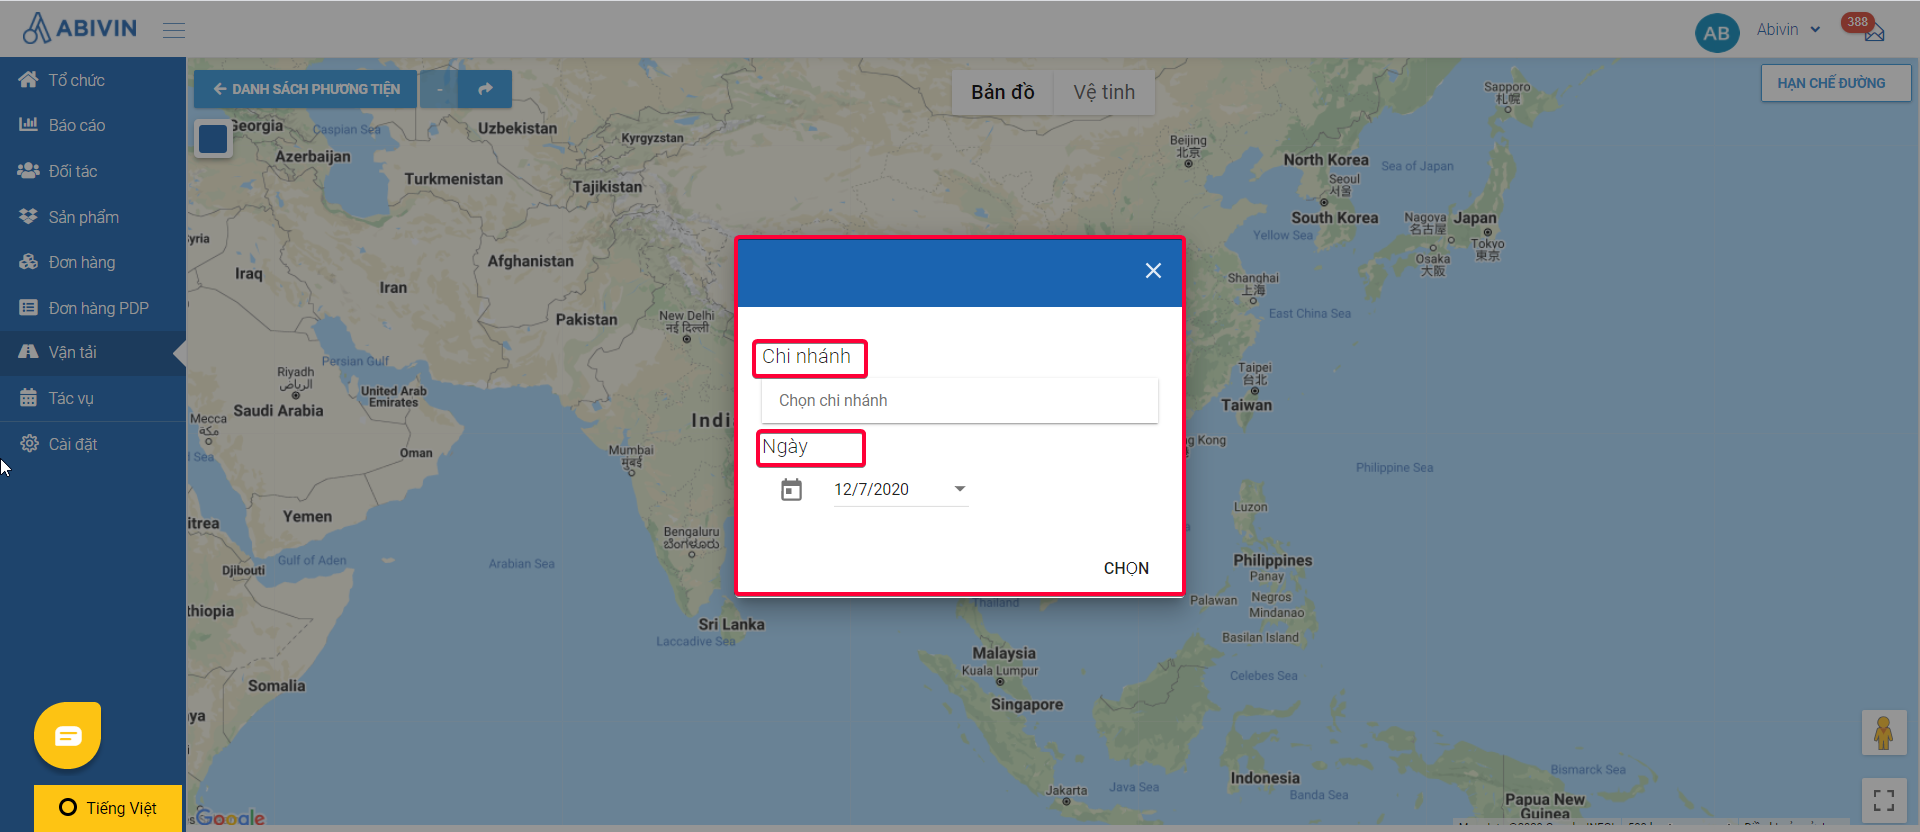 ABIVIN
AB
Abivin
388
Tổ chức
Báo cáo
Đối tác
Sản phẩm
Đơn hàng
Đơn hàng PDP
Vận tải
Tác vụ
Cài đặt
Tiếng Việt
DANH SÁCH PHƯƠNG TIỆN
-
Bản đồ
Vệ tinh
HẠN CHẾ ĐƯỜNG
Chi nhánh
Chọn chi nhánh
Ngày
12/7/2020
CHỌN
Georgia
Caspian Sea
Azerbaijan
Uzbekistan
Turkmenistan
Kyrgyzstan
Tajikistan
Beijing
北京
North Korea
Seoul
서울
South Korea
Sea of Japan
Sapporo
札幌
Nagoya
名古屋
Japan
Tokyo
東京
Osaka
大阪
Yellow Sea
Shanghai
上海
East China Sea
yria
Iraq
Iran
Afghanistan
Pakistan
New Delhi
नई दिल्ली
Persian Gulf
Riyadh
الرياض
United Arab
Emirates
Mecca
مكة
Saudi Arabia
Oman
l Sea
India
Mumbai
मुंबई
Taipei
台北
Taiwan
ng Kong
Philippine Sea
itrea
Yemen
Gulf of Aden
Djibouti
thiopia
Arabian Sea
Bengaluru
ಬೆಂಗಳೂರು
Luzon
Philippines
Panay
Palawan
Negros
Mindanao
Basilan Island
Thailand
Sri Lanka
Laccadive Sea
Malaysia
Kuala Lumpur
Celebes Sea
Singapore
Somalia
ya
Indonesia
Jakarta
Java Sea
Banda Sea
Bismarck Sea
Papua New
Guinea
Google